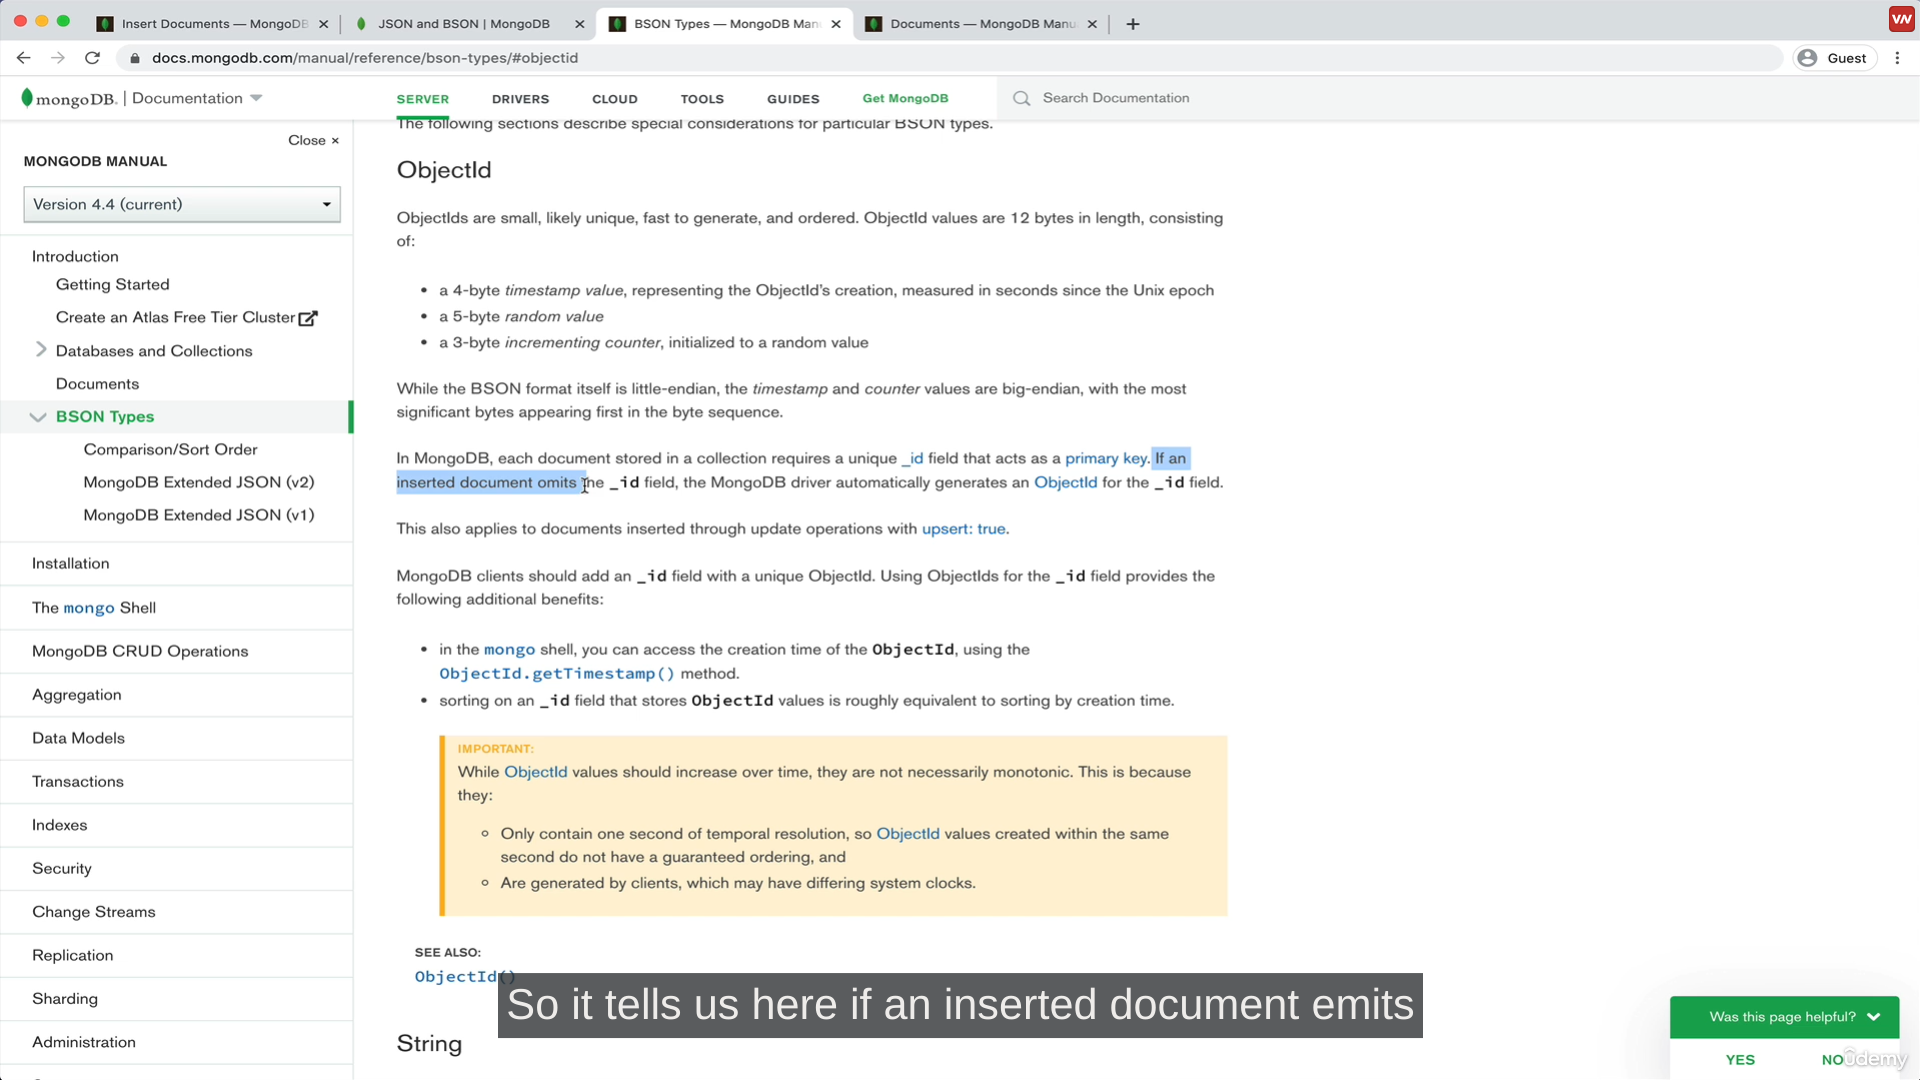 Insert Documents — MongoDB
JSON and BSON | MongoDB
BSON Types — MongoDB Man
Documents — MongoDB Manu
docs.mongodb.com/manual/reference/bson-types/#objectid
Guest
mongoDB. | Documentation
SERVER DRIVERS CLOUD TOOLS GUIDES Get MongoDB
Search Documentation
Close ×
MONGODB MANUAL
Version 4.4 (current)
Introduction
Getting Started
Create an Atlas Free Tier Cluster
Databases and Collections
Documents
BSON Types
Comparison/Sort Order
MongoDB Extended JSON (v2)
MongoDB Extended JSON (v1)
Installation
The mongo Shell
MongoDB CRUD Operations
Aggregation
Data Models
Transactions
Indexes
Security
Change Streams
Replication
Sharding
Administration
The following sections describe special considerations for particular BSON types.
ObjectId
ObjectIds are small, likely unique, fast to generate, and ordered. ObjectId values are 12 bytes in length, consisting
of:
• a 4-byte timestamp value, representing the ObjectId’s creation, measured in seconds since the Unix epoch
• a 5-byte random value
• a 3-byte incrementing counter, initialized to a random value
While the BSON format itself is little-endian, the timestamp and counter values are big-endian, with the most
significant bytes appearing first in the byte sequence.
In MongoDB, each document stored in a collection requires a unique _id field that acts as a primary key. If an
inserted document omits the _id field, the MongoDB driver automatically generates an ObjectId for the _id field.
This also applies to documents inserted through update operations with upsert: true.
MongoDB clients should add an _id field with a unique ObjectId. Using ObjectIds for the _id field provides the
following additional benefits:
• in the mongo shell, you can access the creation time of the ObjectId, using the
ObjectId.getTimestamp() method.
• sorting on an _id field that stores ObjectId values is roughly equivalent to sorting by creation time.
IMPORTANT:
While ObjectId values should increase over time, they are not necessarily monotonic. This is because
they:
Only contain one second of temporal resolution, so ObjectId values created within the same
second do not have a guaranteed ordering, and
Are generated by clients, which may have differing system clocks.
SEE ALSO:
ObjectId()
So it tells us here if an inserted document emits
String
Was this page helpful?
YES NO
ûdemy